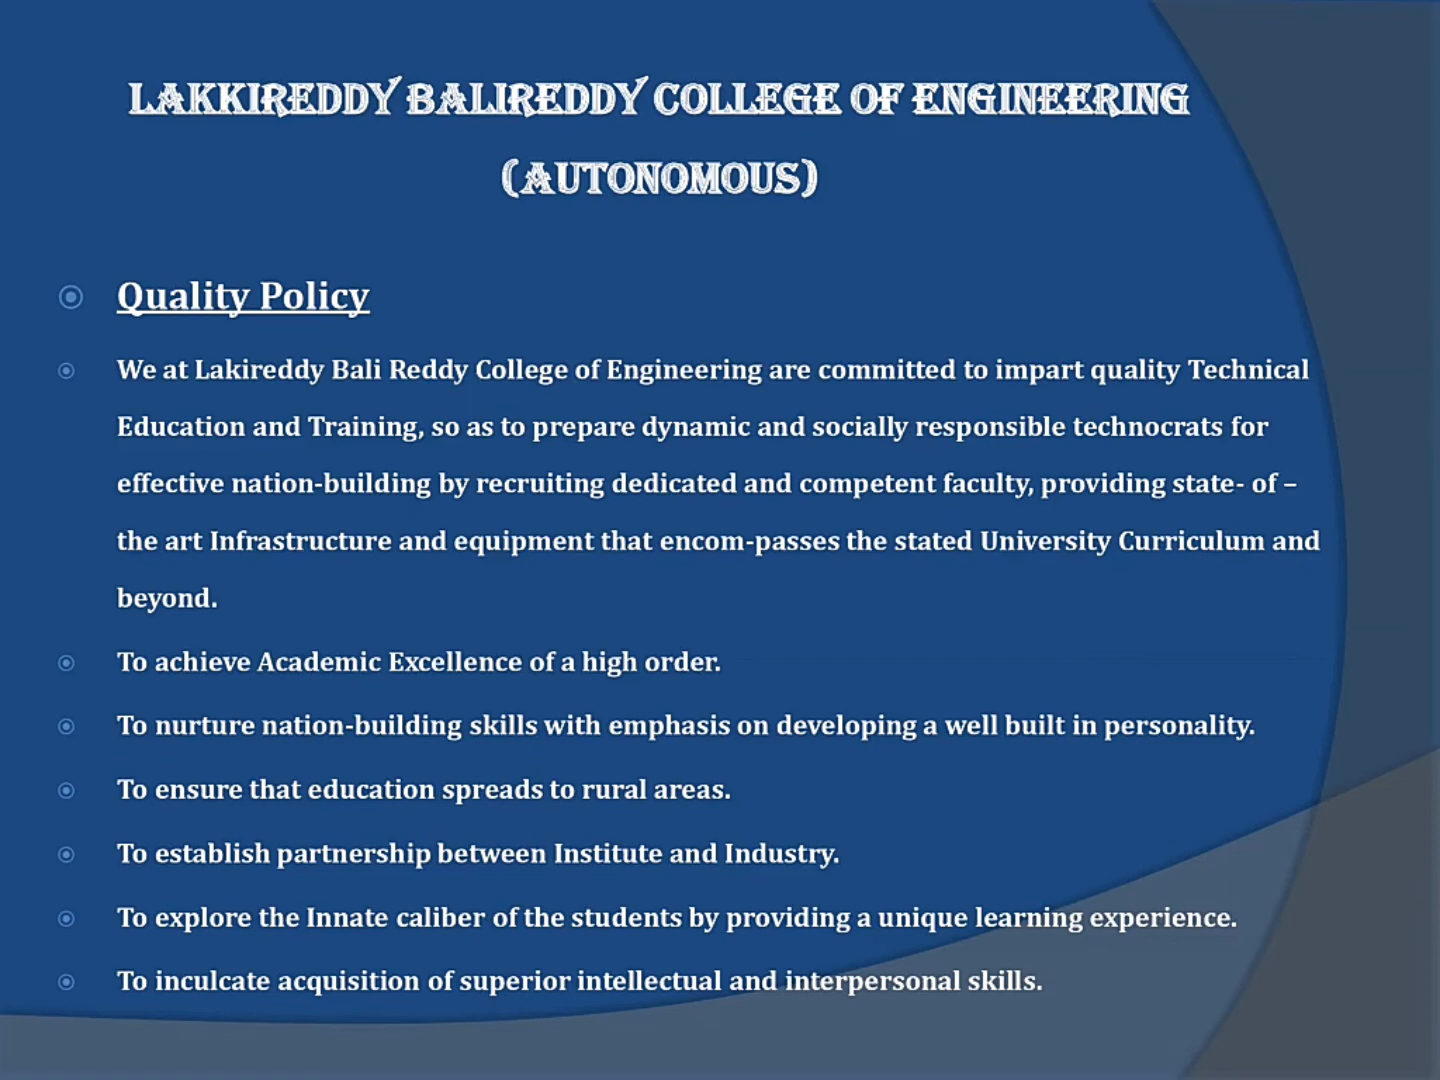 LAKKIREDDY BALIREDDY COLLEGE OF ENGINEERING
(AUTONOMOUS)
Quality Policy
We at Lakireddy Bali Reddy College of Engineering are committed to impart quality Technical
Education and Training, so as to prepare dynamic and socially responsible technocrats for
effective nation-building by recruiting dedicated and competent faculty, providing state- of –
the art Infrastructure and equipment that encom-passes the stated University Curriculum and
beyond.
To achieve Academic Excellence of a high order.
To nurture nation-building skills with emphasis on developing a well built in personality.
To ensure that education spreads to rural areas.
To establish partnership between Institute and Industry.
To explore the Innate caliber of the students by providing a unique learning experience.
To inculcate acquisition of superior intellectual and interpersonal skills.